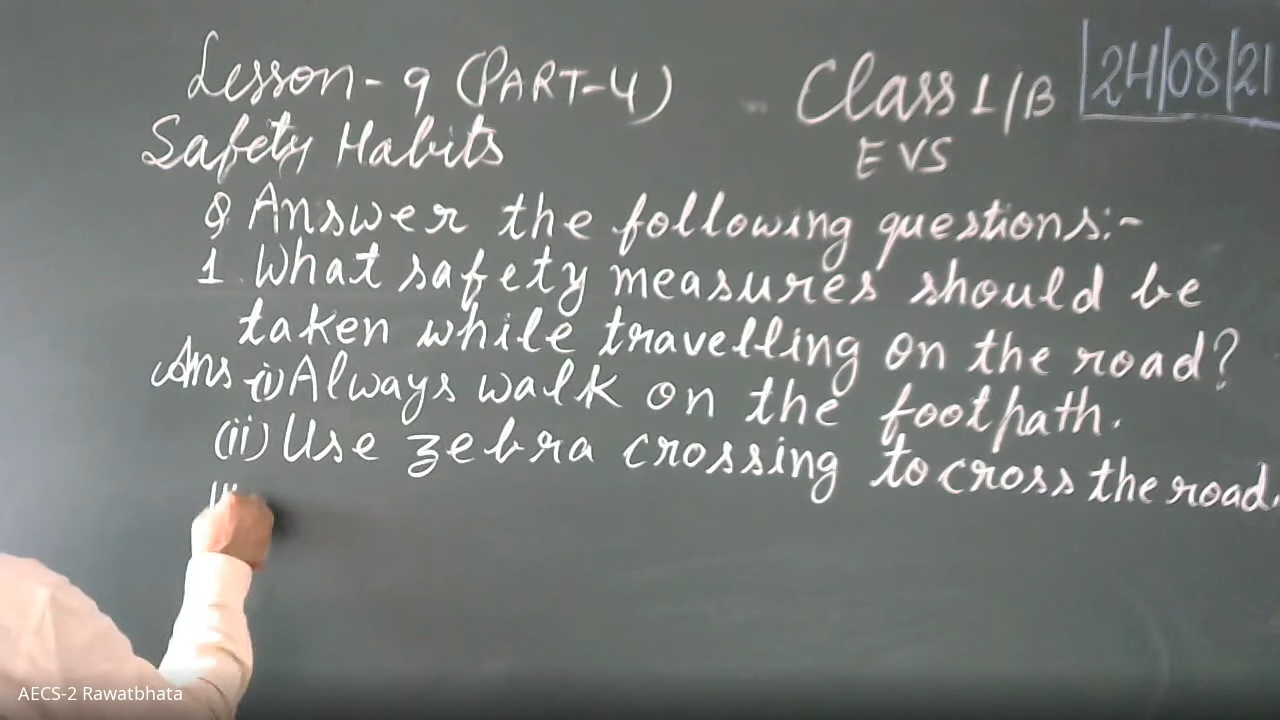 Lesson-9 (PART-4) - Class I/B 24/08/21
Safety Habits EVS
Q Answer the following questions:-
1. What safety measures should be
taken while travelling on the road?
Ans (i) Always walk on the footpath.
(ii) Use zebra crossing to cross the road.
AECS-2 Rawatbhata